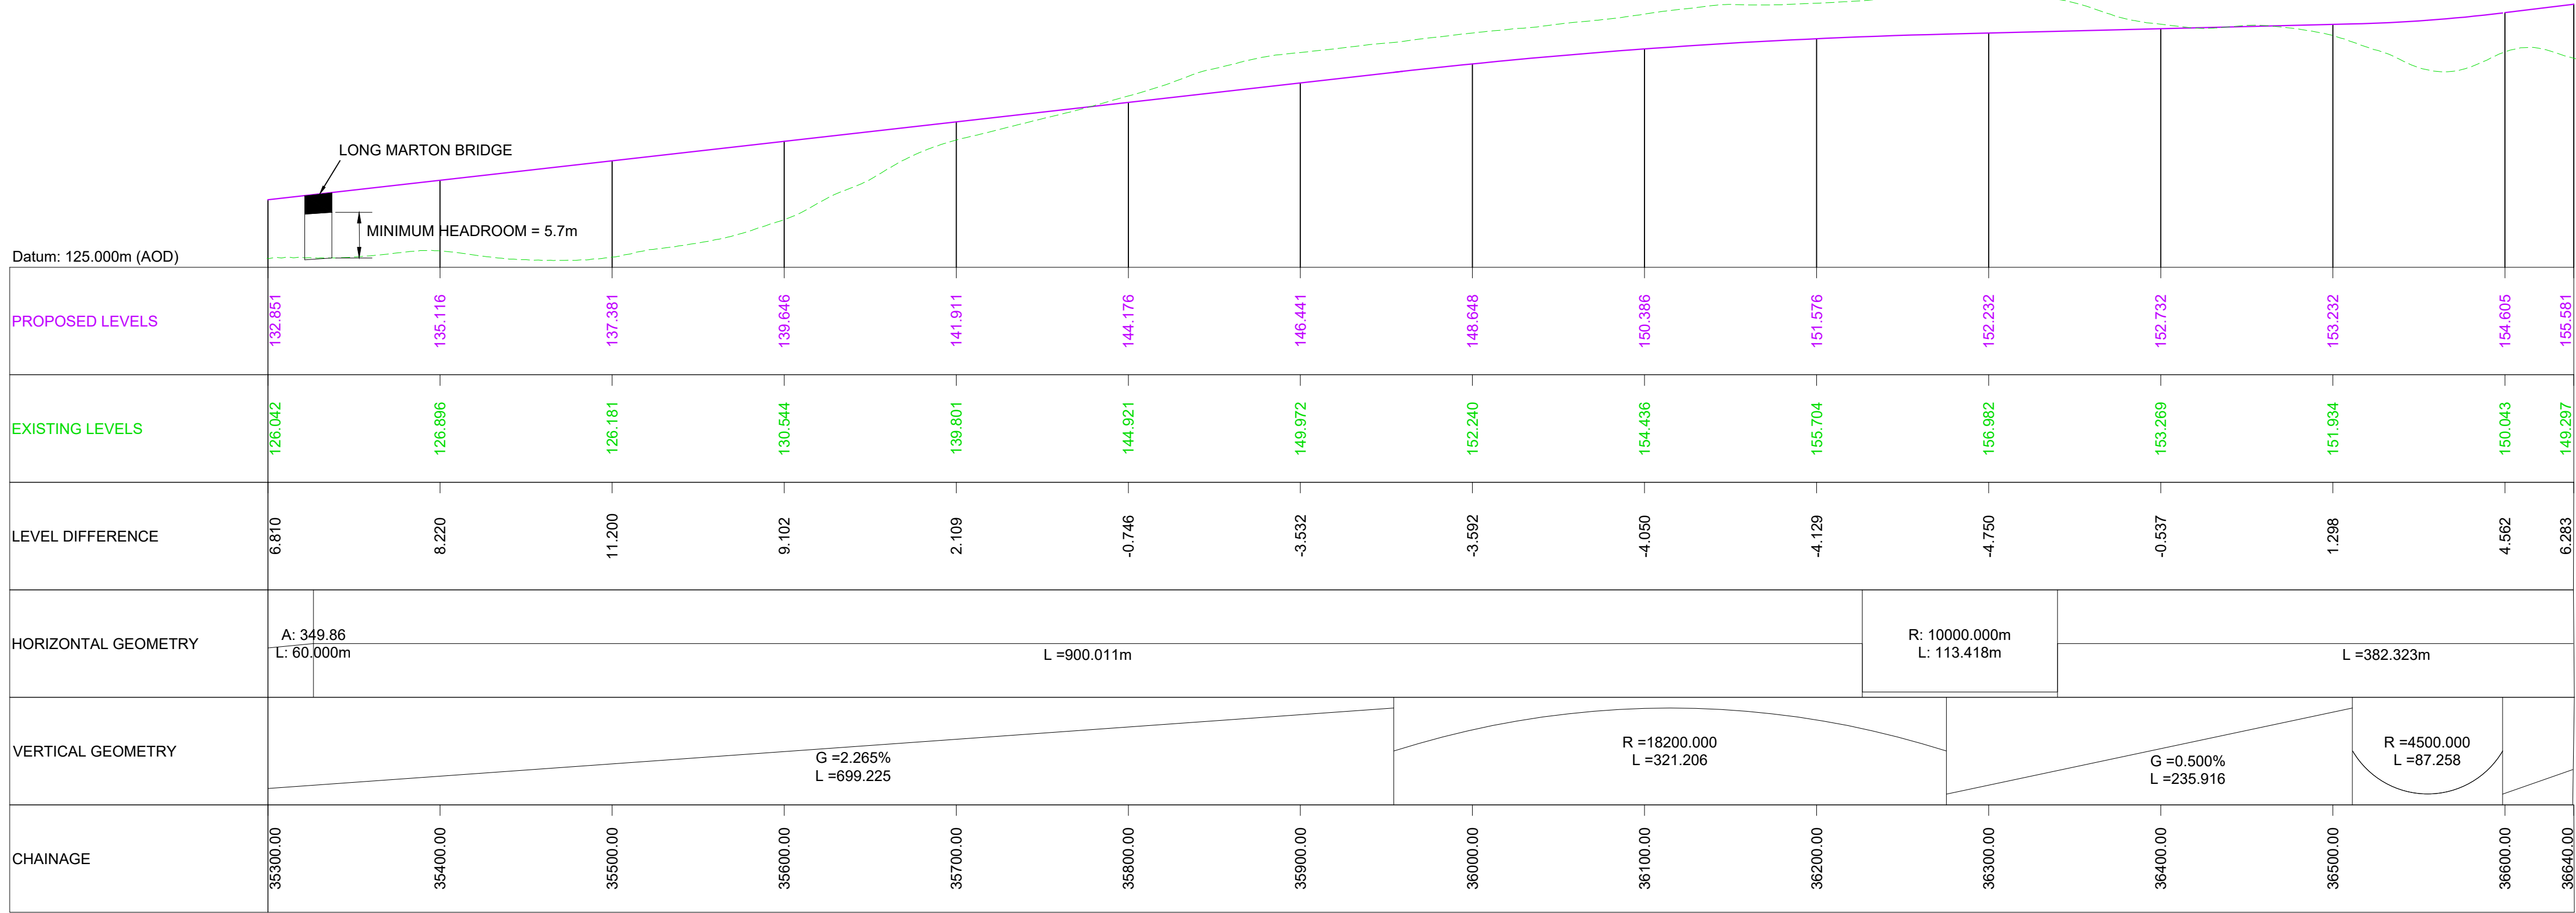 LONG MARTON BRIDGE
MINIMUM HEADROOM = 5.7m
Datum: 125.000m (AOD)
PROPOSED LEVELS
132.851
135.116
137.381
139.646
141.911
144.176
146.441
148.648
150.386
151.576
152.232
152.732
153.232
154.605
155.581
EXISTING LEVELS
126.042
126.896
126.181
130.544
139.801
144.921
149.972
152.240
154.436
155.704
156.982
153.269
151.934
150.043
149.297
LEVEL DIFFERENCE
6.810
8.220
11.200
9.102
2.109
-0.746
-3.532
-3.592
-4.050
-4.129
-4.750
-0.537
1.298
4.562
6.283
HORIZONTAL GEOMETRY
A: 349.86
L: 60.000m
L =900.011m
R: 10000.000m
L: 113.418m
L =382.323m
VERTICAL GEOMETRY
G =2.265%
L =699.225
R =18200.000
L =321.206
G =0.500%
L =235.916
R =4500.000
L =87.258
CHAINAGE
35300.00
35400.00
35500.00
35600.00
35700.00
35800.00
35900.00
36000.00
36100.00
36200.00
36300.00
36400.00
36500.00
36600.00
36640.00